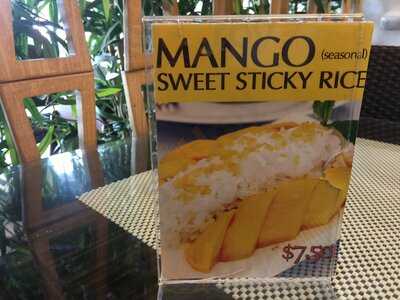 MANGO (seasonal)
SWEET STICKY RICE
$7.50